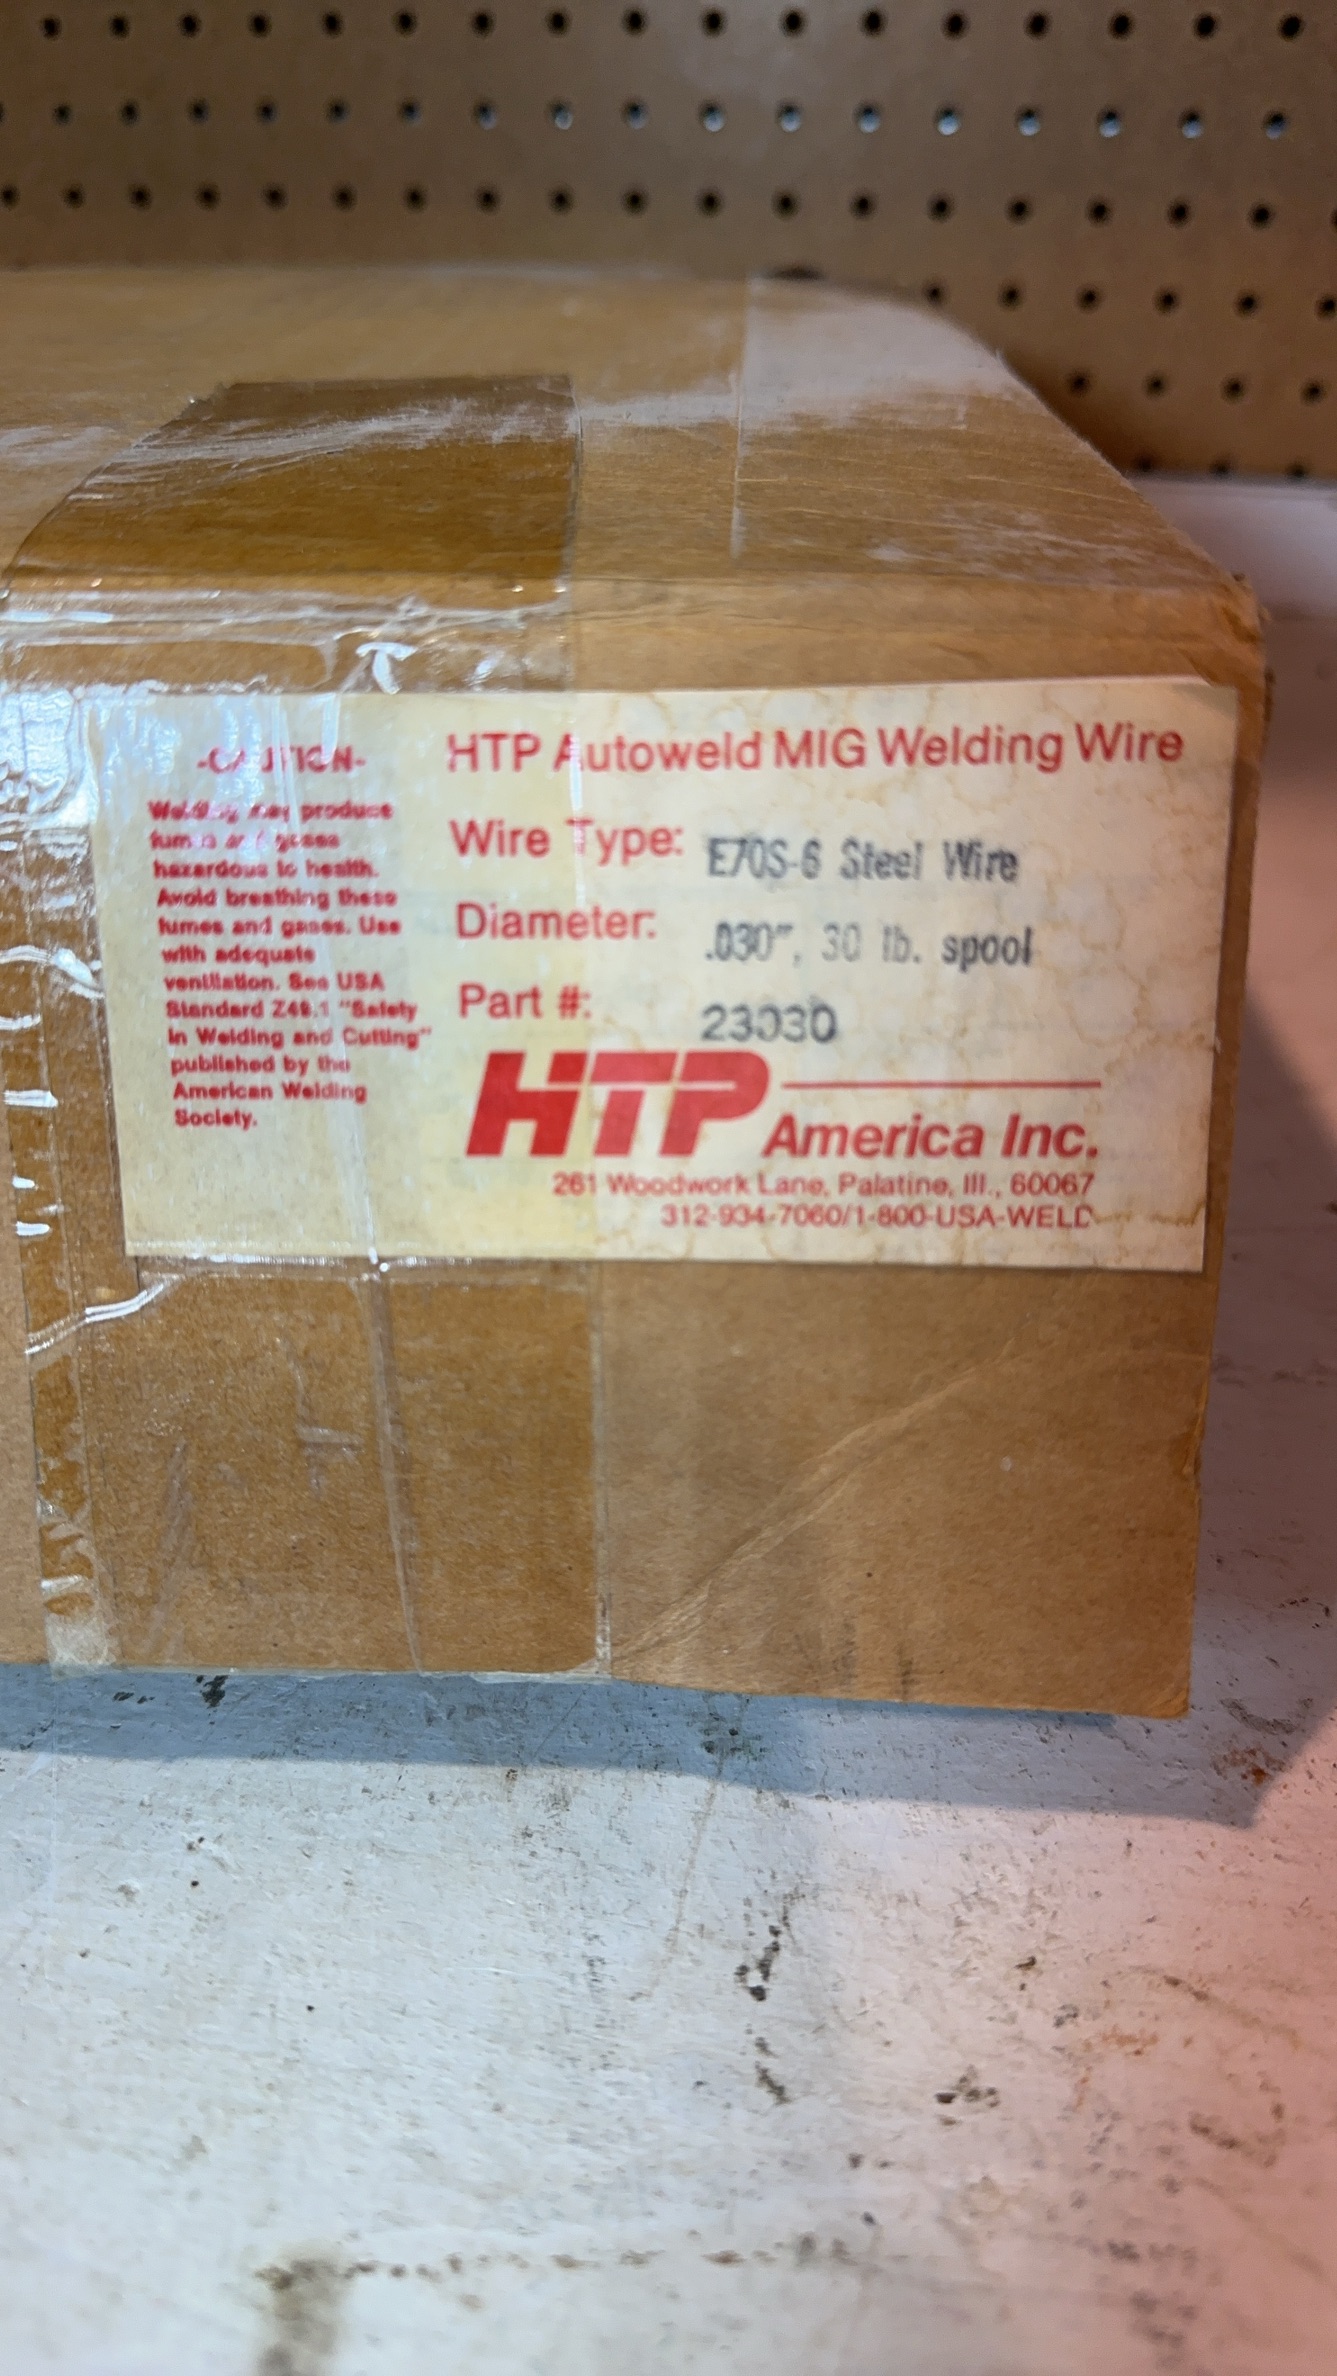 -CAUTION-
Welding may produce
fumes and gases
hazardous to health.
Avoid breathing these
fumes and gases. Use
with adequate
ventilation. See USA
Standard Z49.1 "Safety
in Welding and Cutting"
published by the
American Welding
Society.
HTP Autoweld MIG Welding Wire
Wire Type: E70S-6 Steel Wire
Diameter: .030", 30 lb. spool
Part #: 23030
HTP
America Inc.
261 Woodwork Lane, Palatine, Ill., 60067
312-934-7060/1-800-USA-WELD